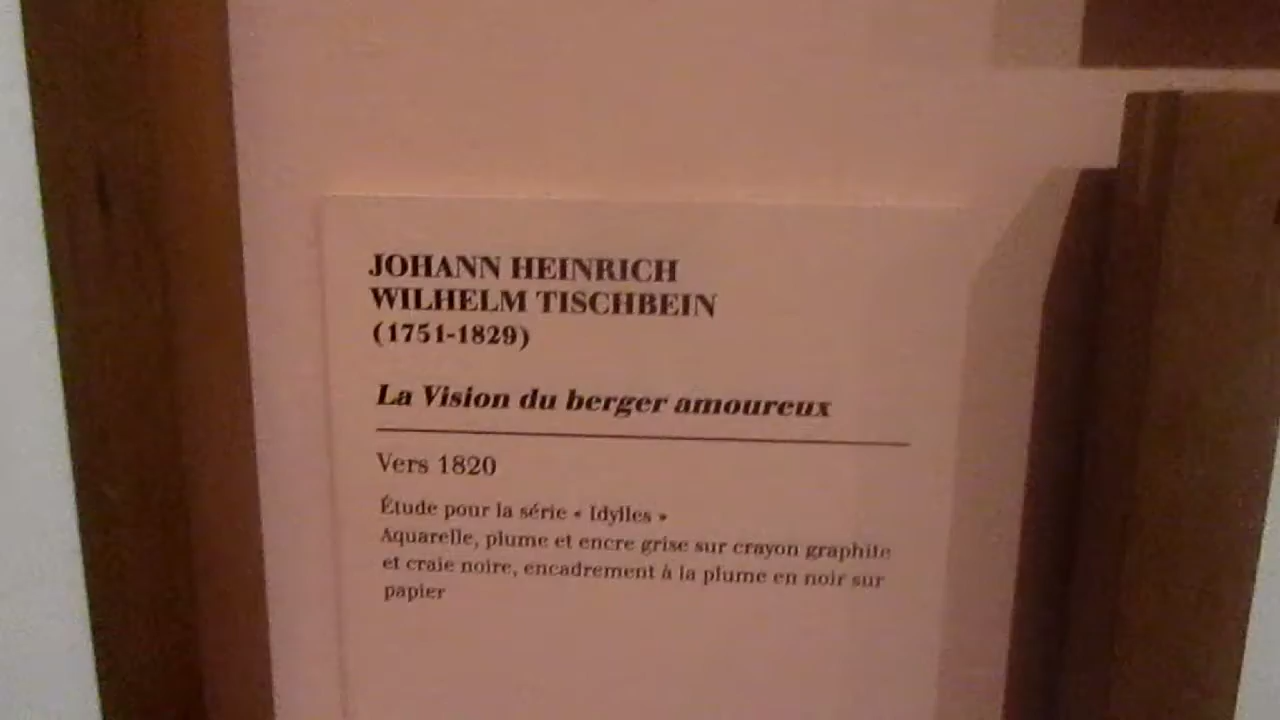 JOHANN HEINRICH
WILHELM TISCHBEIN
(1751-1829)
La Vision du berger amoureux
Vers 1820
Étude pour la série « Idylles »
Aquarelle, plume et encre grise sur crayon graphite
et craie noire, encadrement à la plume en noir sur
papier